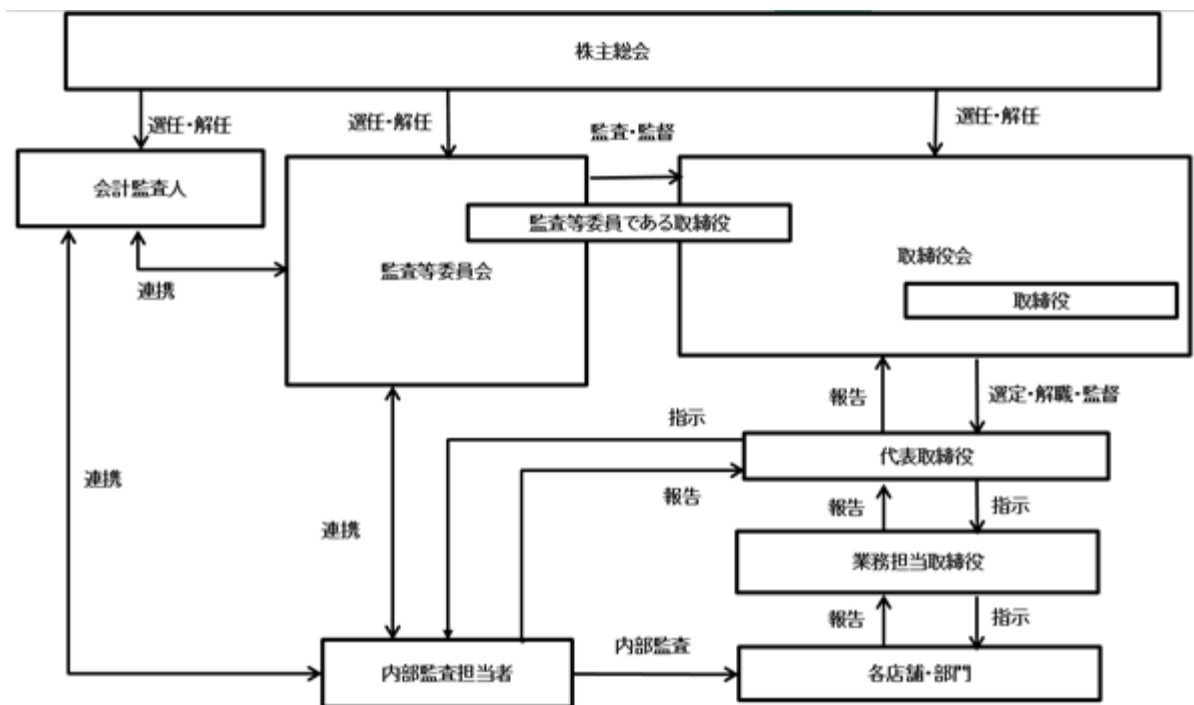 株主総会
選任・解任
選任・解任
選任・解任
監査・監督
会計監査人
監査等委員である取締役
監査等委員会
取締役会
連携
取締役
報告
選定・解職・監督
指示
代表取締役
連携
報告
報告
指示
連携
業務担当取締役
報告
指示
内部監査
内部監査担当者
各店舗・部門